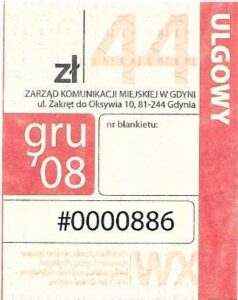 44
zł
ZARZĄD KOMUNIKACJI MIEJSKIEJ W GDYNI
ul. Zakręt do Oksywia 10, 81-244 Gdynia
ULGOWY
gru
'08
nr blankietu:
#0000886
WX